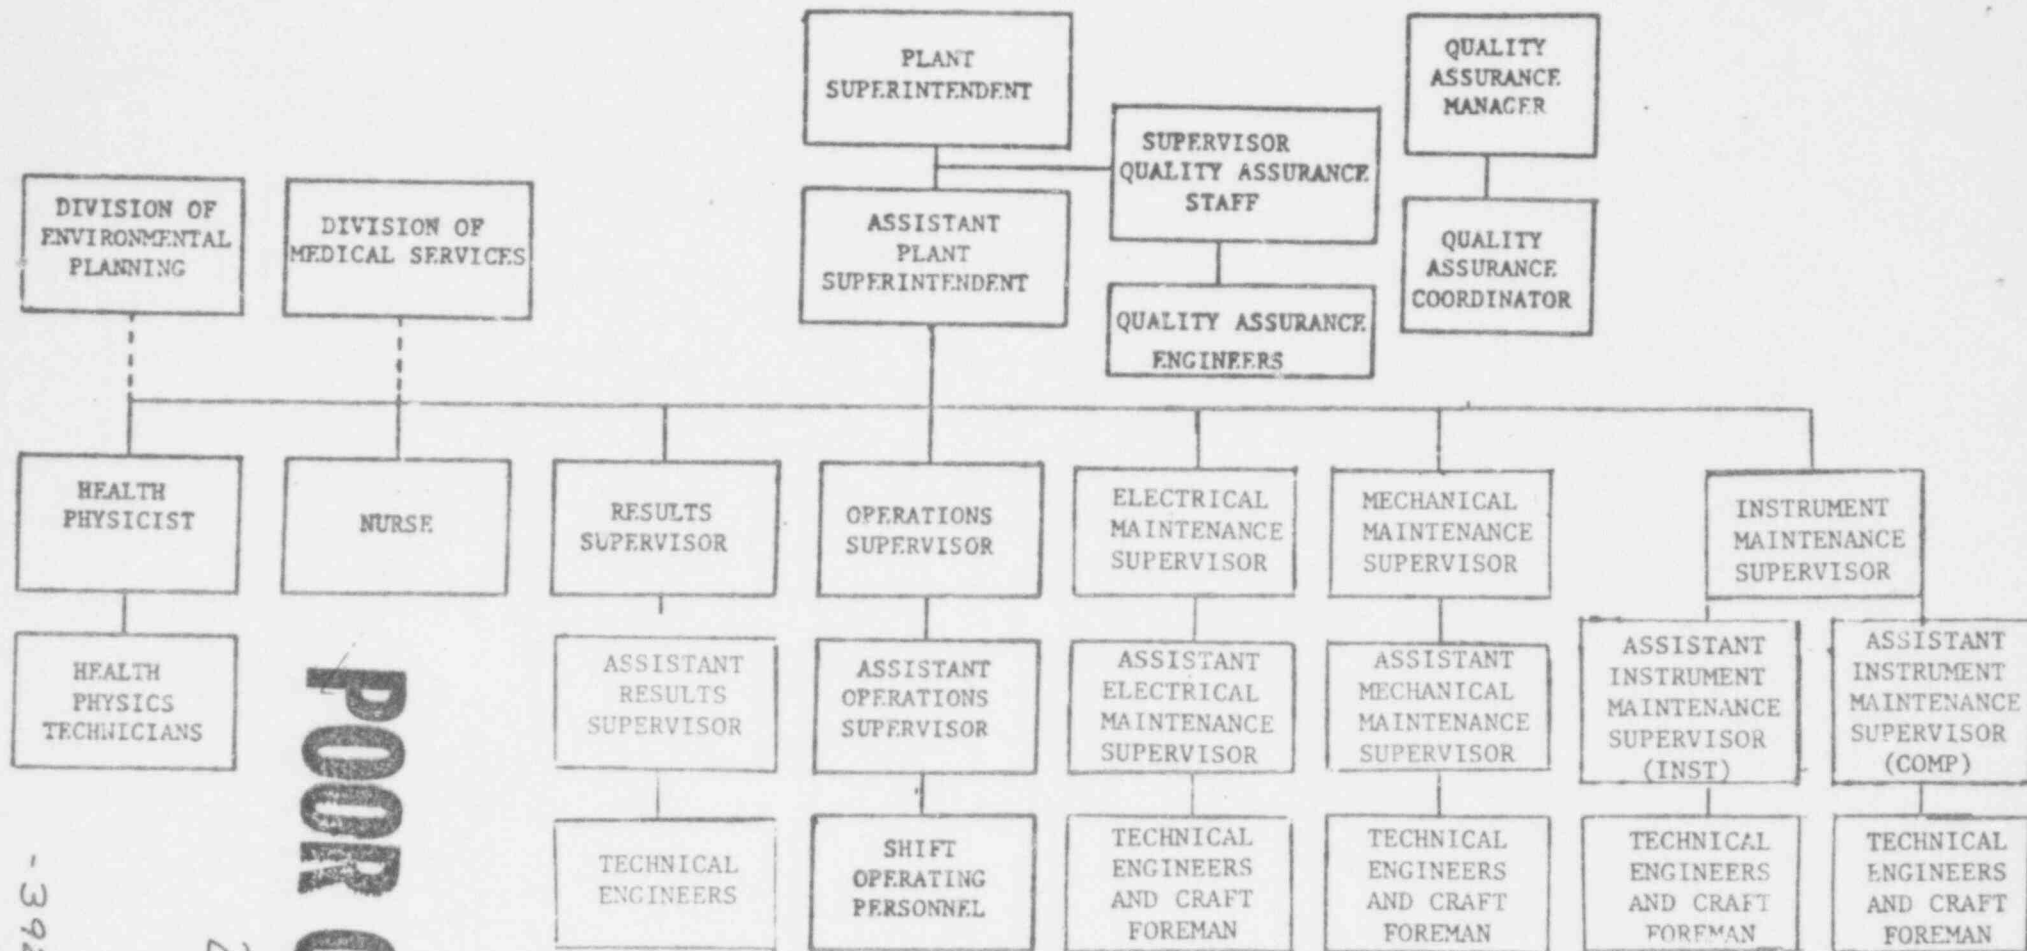 PLANT
SUPERINTENDENT
QUALITY
ASSURANCE
MANAGER
SUPERVISOR
QUALITY ASSURANCE
STAFF
DIVISION OF
ENVIRONMENTAL
PLANNING
DIVISION OF
MEDICAL SERVICES
ASSISTANT
PLANT
SUPERINTENDENT
QUALITY
ASSURANCE
COORDINATOR
QUALITY ASSURANCE
ENGINEERS
HEALTH
PHYSICIST
NURSE
RESULTS
SUPERVISOR
OPERATIONS
SUPERVISOR
ELECTRICAL
MAINTENANCE
SUPERVISOR
MECHANICAL
MAINTENANCE
SUPERVISOR
INSTRUMENT
MAINTENANCE
SUPERVISOR
HEALTH
PHYSICS
TECHNICIANS
ASSISTANT
RESULTS
SUPERVISOR
ASSISTANT
OPERATIONS
SUPERVISOR
ASSISTANT
ELECTRICAL
MAINTENANCE
SUPERVISOR
ASSISTANT
MECHANICAL
MAINTENANCE
SUPERVISOR
ASSISTANT
INSTRUMENT
MAINTENANCE
SUPERVISOR
(INST)
ASSISTANT
INSTRUMENT
MAINTENANCE
SUPERVISOR
(COMP)
TECHNICAL
ENGINEERS
SHIFT
OPERATING
PERSONNEL
TECHNICAL
ENGINEERS
AND CRAFT
FOREMAN
TECHNICAL
ENGINEERS
AND CRAFT
FOREMAN
TECHNICAL
ENGINEERS
AND CRAFT
FOREMAN
TECHNICAL
ENGINEERS
AND CRAFT
FOREMAN
POOR